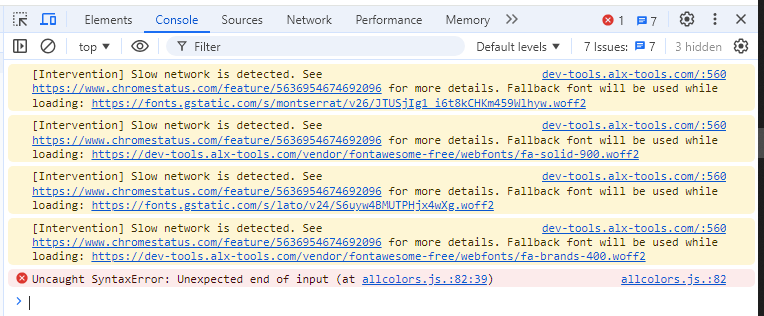 Elements Console Sources Network Performance Memory 1 7
top Filter Default levels 7 Issues: 7 3 hidden
[Intervention] Slow network is detected. See dev-tools.alx-tools.com/:560
https://www.chromestatus.com/feature/5636954674692096 for more details. Fallback font will be used while
loading: https://fonts.gstatic.com/s/montserrat/v26/JTUSjIg1_i6t8kCHKm459Wlhyw.woff2
[Intervention] Slow network is detected. See dev-tools.alx-tools.com/:560
https://www.chromestatus.com/feature/5636954674692096 for more details. Fallback font will be used while
loading: https://dev-tools.alx-tools.com/vendor/fontawesome-free/webfonts/fa-solid-900.woff2
[Intervention] Slow network is detected. See dev-tools.alx-tools.com/:560
https://www.chromestatus.com/feature/5636954674692096 for more details. Fallback font will be used while
loading: https://fonts.gstatic.com/s/lato/v24/S6uyw4BMUTPHjx4wXg.woff2
[Intervention] Slow network is detected. See dev-tools.alx-tools.com/:560
https://www.chromestatus.com/feature/5636954674692096 for more details. Fallback font will be used while
loading: https://dev-tools.alx-tools.com/vendor/fontawesome-free/webfonts/fa-brands-400.woff2
Uncaught SyntaxError: Unexpected end of input (at allcolors.js.:82:39) allcolors.js.:82